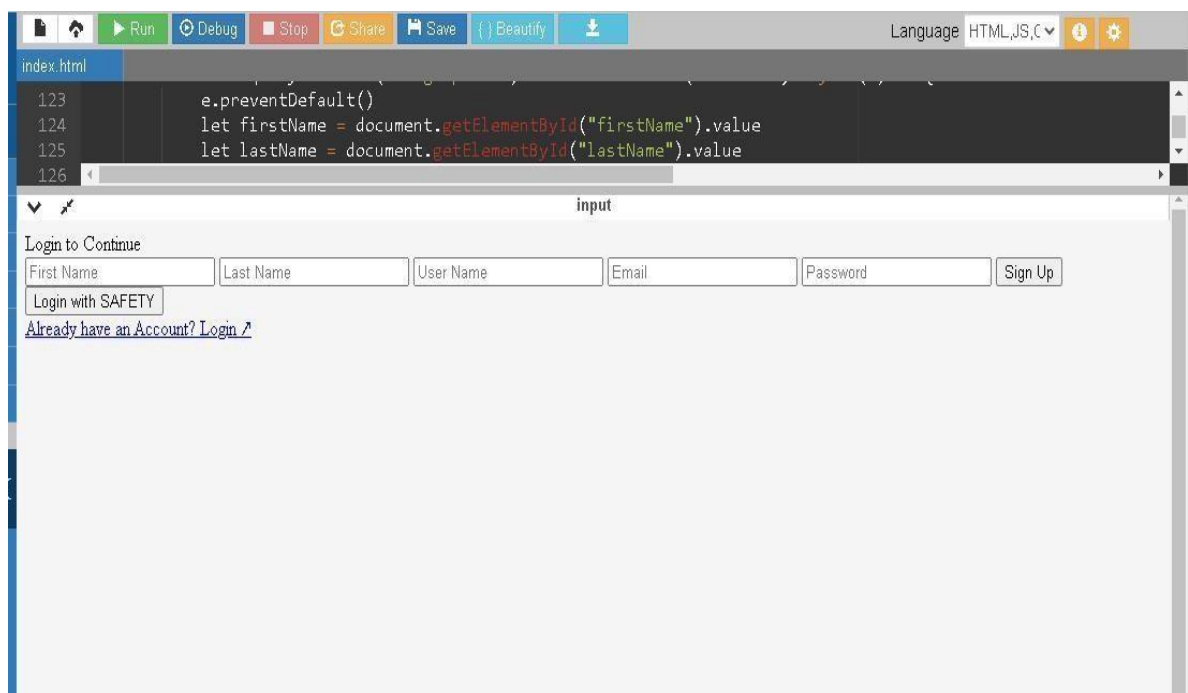 Run Debug Stop Share Save { } Beautify Language HTML,JS,C
index.html
123 e.preventDefault()
124 let firstName = document.getElementById("firstName").value
125 let lastName = document.getElementById("lastName").value
126
input
Login to Continue
First Name Last Name User Name Email Password Sign Up
Login with SAFETY
Already have an Account? Login ↗